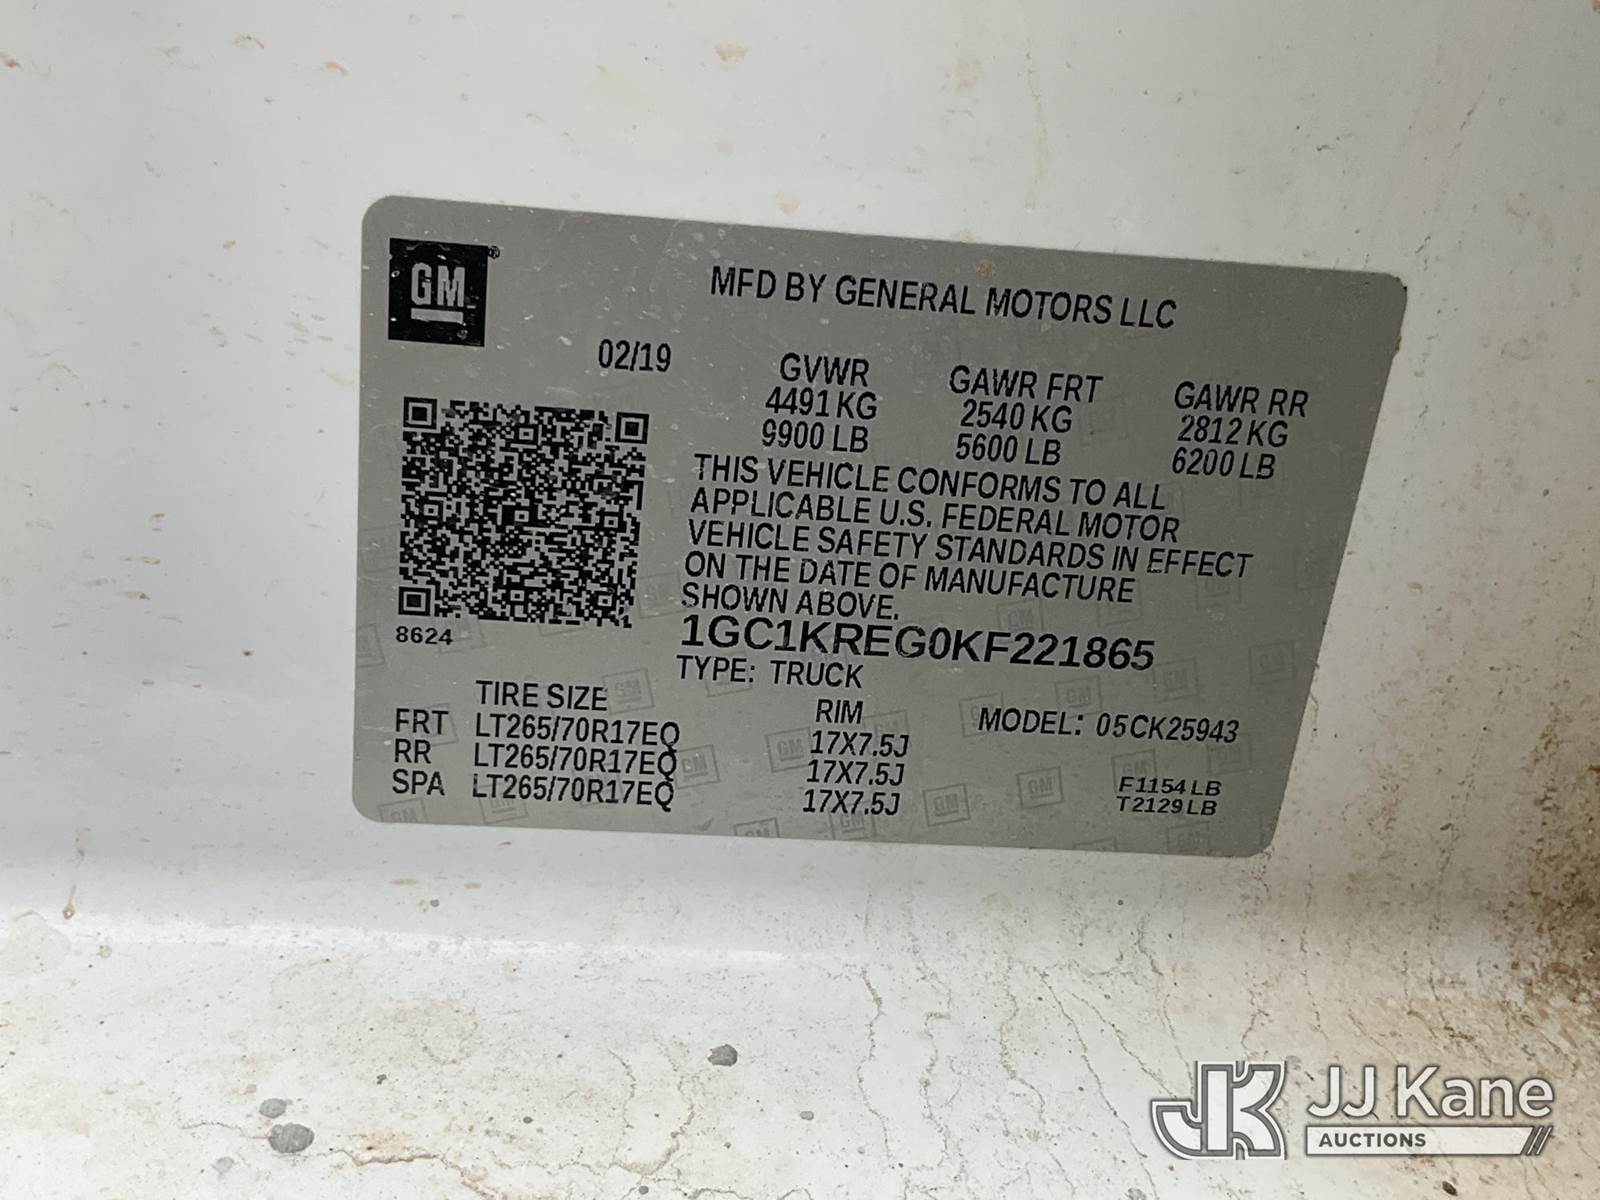 GM®
MFD BY GENERAL MOTORS LLC
02/19
GVWR GAWR FRT GAWR RR
4491 KG 2540 KG 2812 KG
9900 LB 5600 LB 6200 LB
THIS VEHICLE CONFORMS TO ALL
APPLICABLE U.S. FEDERAL MOTOR
VEHICLE SAFETY STANDARDS IN EFFECT
ON THE DATE OF MANUFACTURE
SHOWN ABOVE.
8624
1GC1KREG0KF221865
TYPE: TRUCK
TIRE SIZE RIM MODEL: 05CK25943
FRT LT265/70R17EQ 17X7.5J
RR LT265/70R17EQ 17X7.5J
SPA LT265/70R17EQ 17X7.5J
F1154 LB
T2129 LB
JK JJ Kane
AUCTIONS